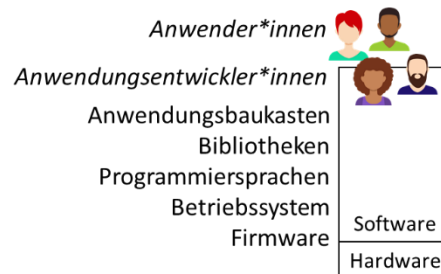 Anwender*innen
Anwendungsentwickler*innen
Anwendungsbaukasten
Bibliotheken
Programmiersprachen
Betriebssystem
Firmware
Software
Hardware